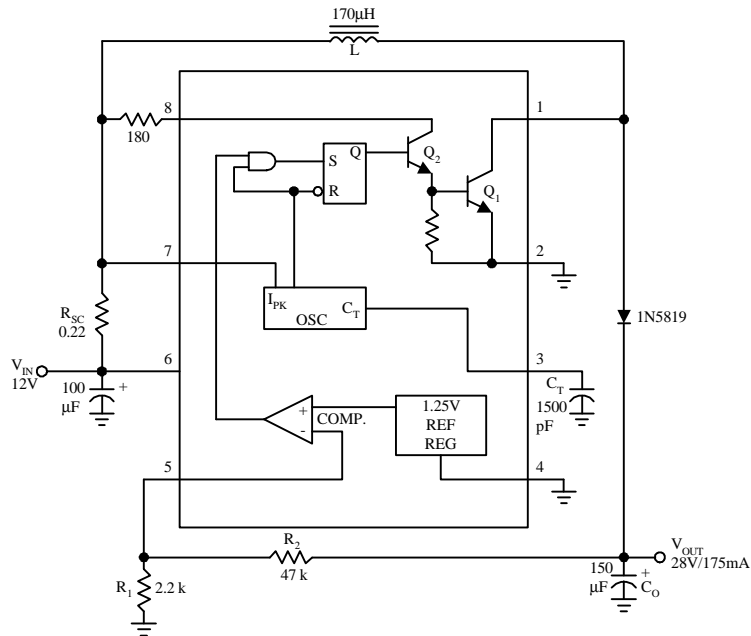 170μH
L
8
1
180
S
Q
Q2
R
Q1
7
2
IPK
CT
OSC
RSC
0.22
1N5819
VIN
12V
6
3
100
μF
+
CT
1500
pF
+
-
COMP.
1.25V
REF
REG
5
4
R2
47 k
VOUT
28V/175mA
R1
2.2 k
150
μF
+
CO